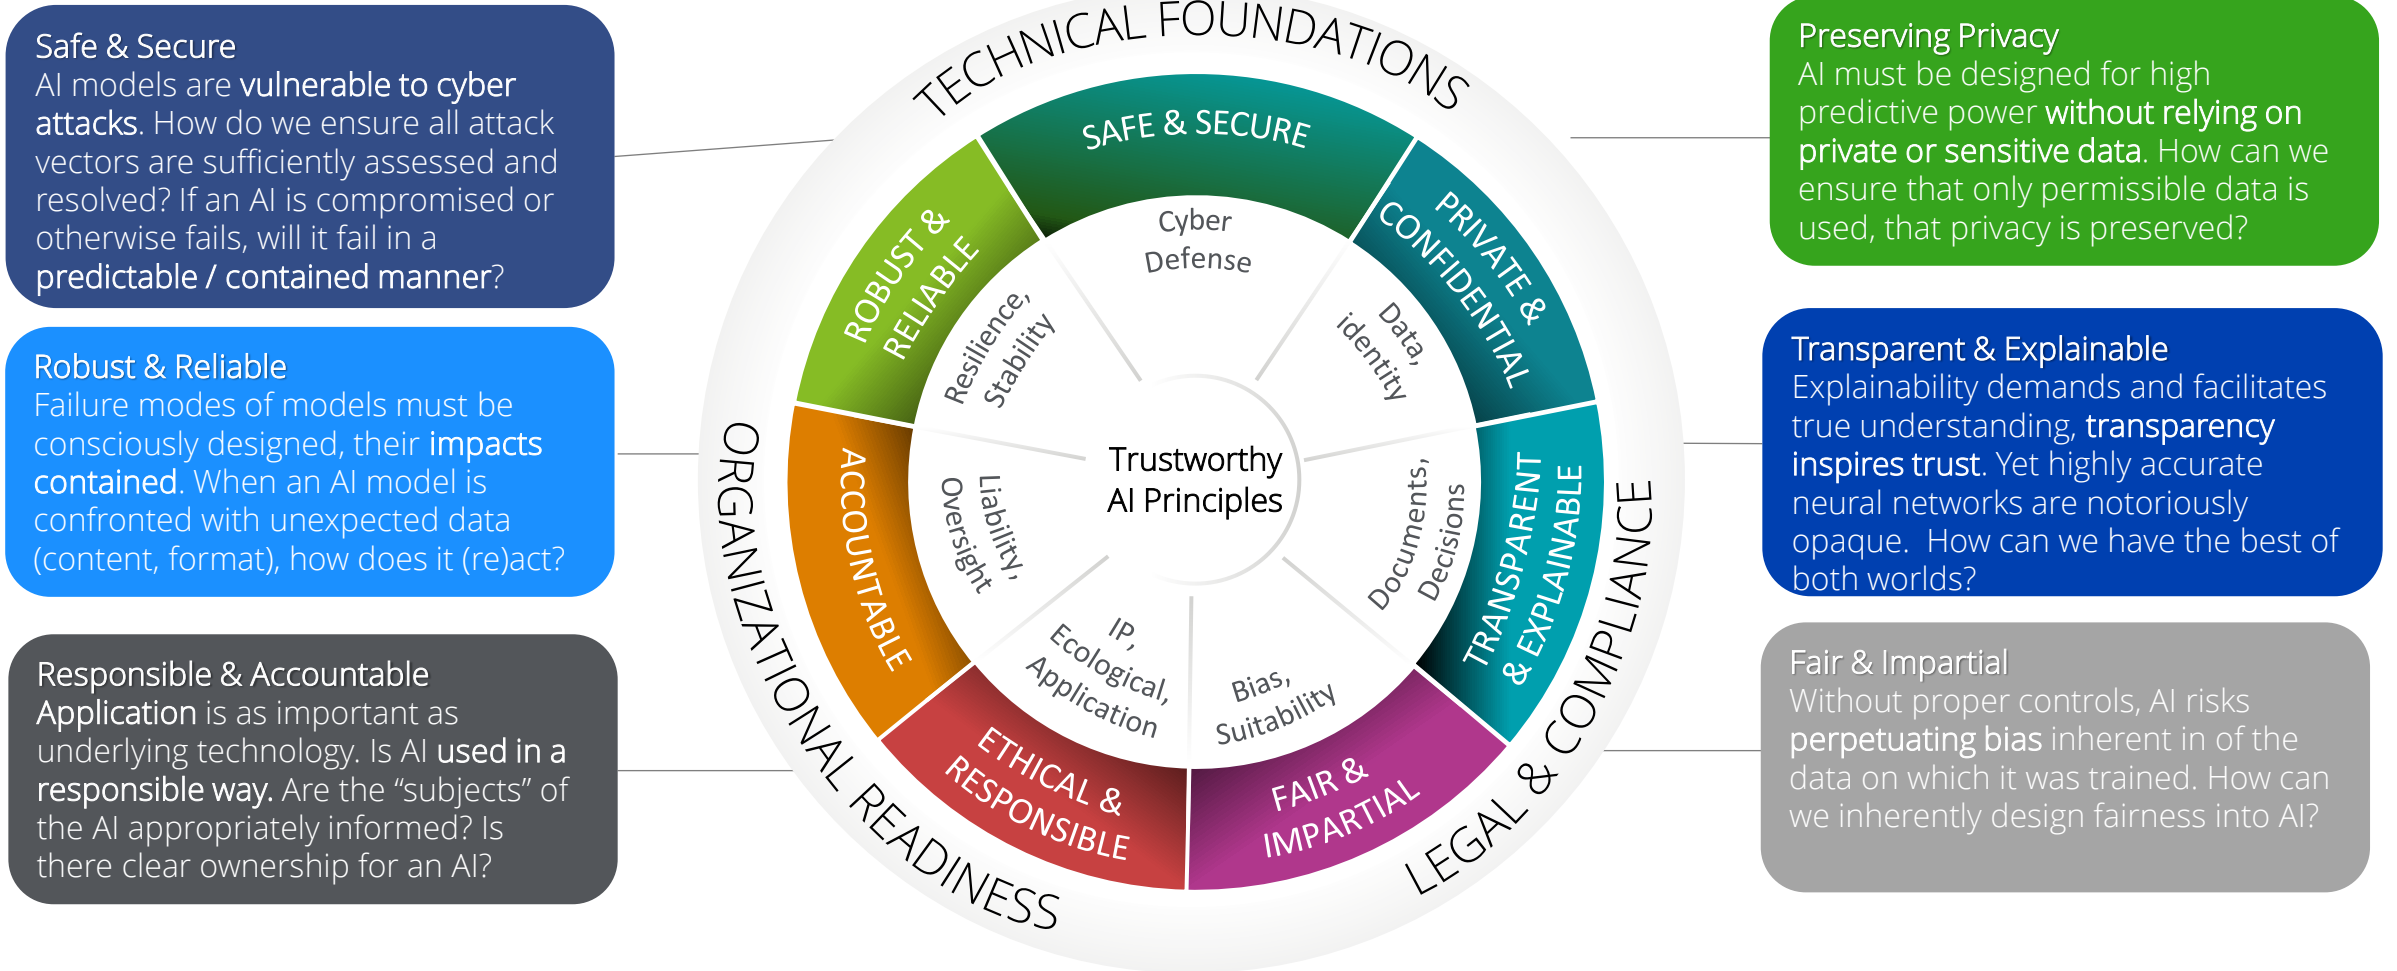 Safe & Secure
AI models are vulnerable to cyber
attacks. How do we ensure all attack
vectors are sufficiently assessed and
resolved? If an AI is compromised or
otherwise fails, will it fail in a
predictable / contained manner?
Robust & Reliable
Failure modes of models must be
consciously designed, their impacts
contained. When an AI model is
confronted with unexpected data
(content, format), how does it (re)act?
Responsible & Accountable
Application is as important as
underlying technology. Is AI used in a
responsible way. Are the “subjects” of
the AI appropriately informed? Is
there clear ownership for an AI?
TECHNICAL FOUNDATIONS
LEGAL & COMPLIANCE
ORGANIZATIONAL READINESS
SAFE & SECURE
PRIVATE &
CONFIDENTIAL
TRANSPARENT
& EXPLAINABLE
FAIR &
IMPARTIAL
ETHICAL &
RESPONSIBLE
ACCOUNTABLE
ROBUST &
RELIABLE
Cyber
Defense
Data,
identity
Documents,
Decisions
Bias,
Suitability
IP,
Ecological,
Application
Liability,
Oversight
Resilience,
Stability
Trustworthy
AI Principles
Preserving Privacy
AI must be designed for high
predictive power without relying on
private or sensitive data. How can we
ensure that only permissible data is
used, that privacy is preserved?
Transparent & Explainable
Explainability demands and facilitates
true understanding, transparency
inspires trust. Yet highly accurate
neural networks are notoriously
opaque.  How can we have the best of
both worlds?
Fair & Impartial
Without proper controls, AI risks
perpetuating bias inherent in of the
data on which it was trained. How can
we inherently design fairness into AI?